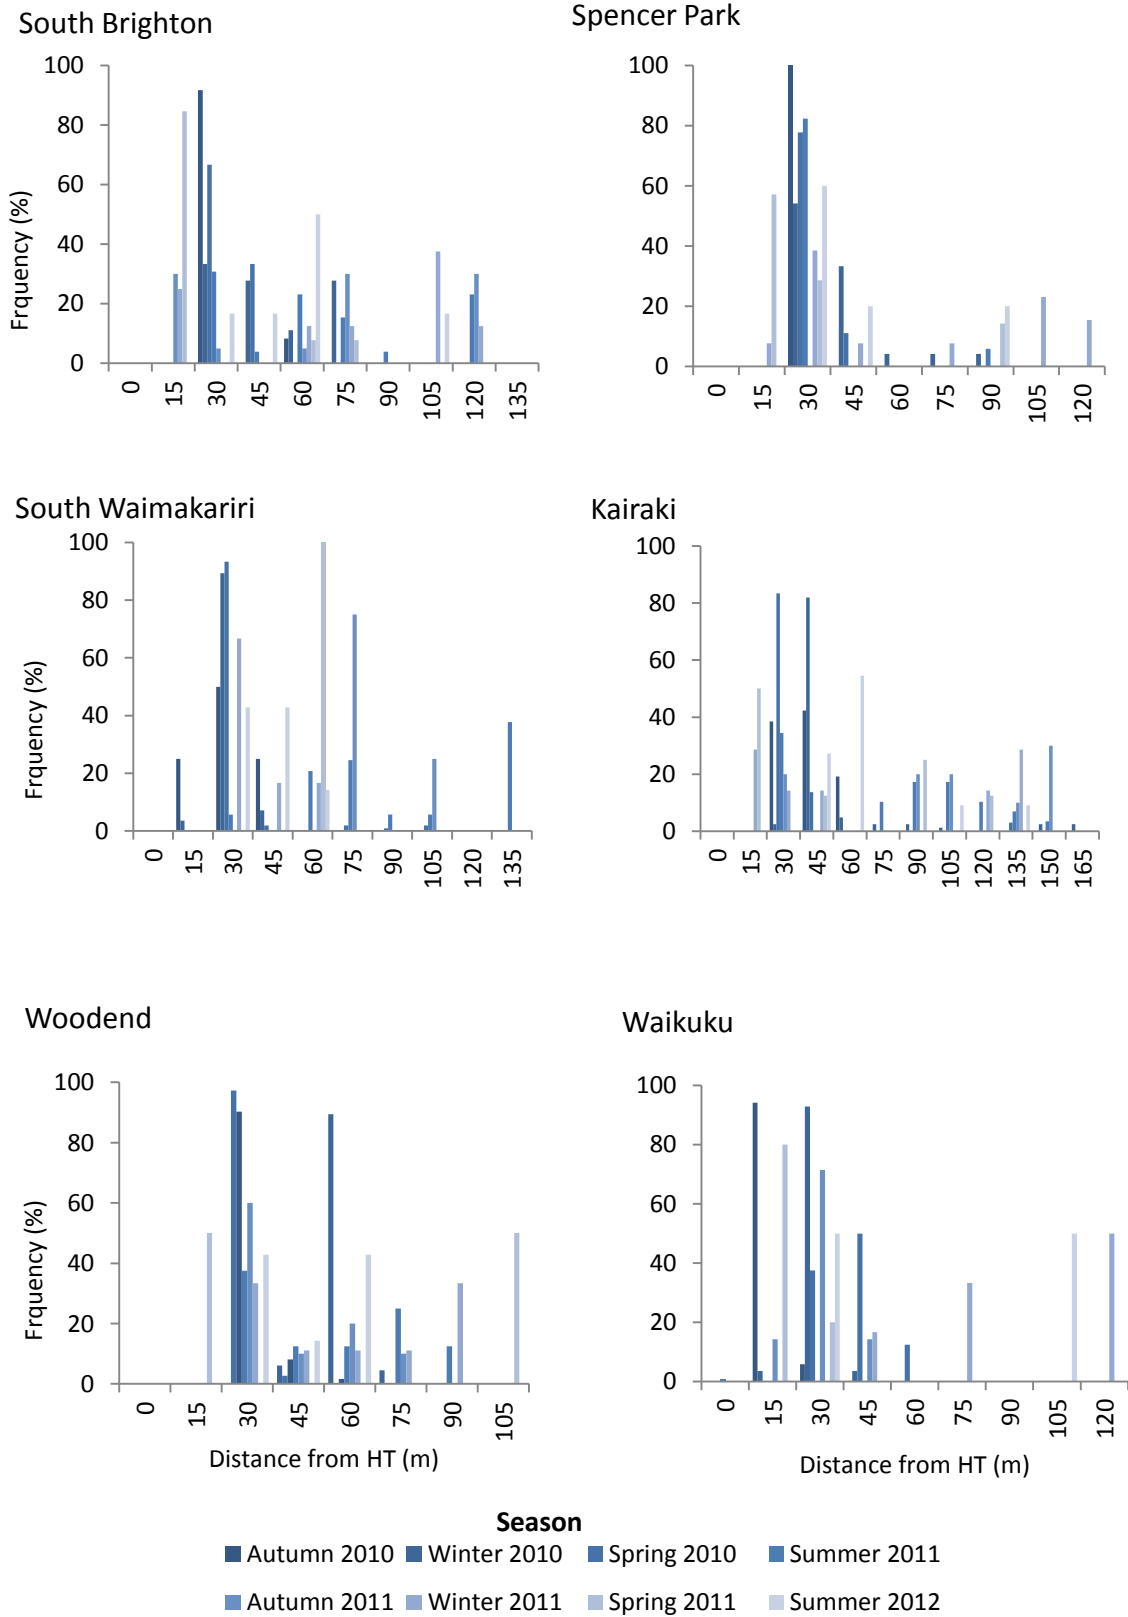 South Brighton
Spencer Park
Frquency (%)
100
80
60
40
20
0
0 15 30 45 60 75 90 105 120 135
100
80
60
40
20
0
0 15 30 45 60 75 90 105 120
South Waimakariri
Kairaki
Frquency (%)
100
80
60
40
20
0
0 15 30 45 60 75 90 105 120 135
100
80
60
40
20
0
0 15 30 45 60 75 90 105 120 135 150 165
Woodend
Waikuku
Frquency (%)
100
80
60
40
20
0
0 15 30 45 60 75 90 105
Distance from HT (m)
100
80
60
40
20
0
0 15 30 45 60 75 90 105 120
Distance from HT (m)
Season
Autumn 2010 Winter 2010 Spring 2010 Summer 2011
Autumn 2011 Winter 2011 Spring 2011 Summer 2012